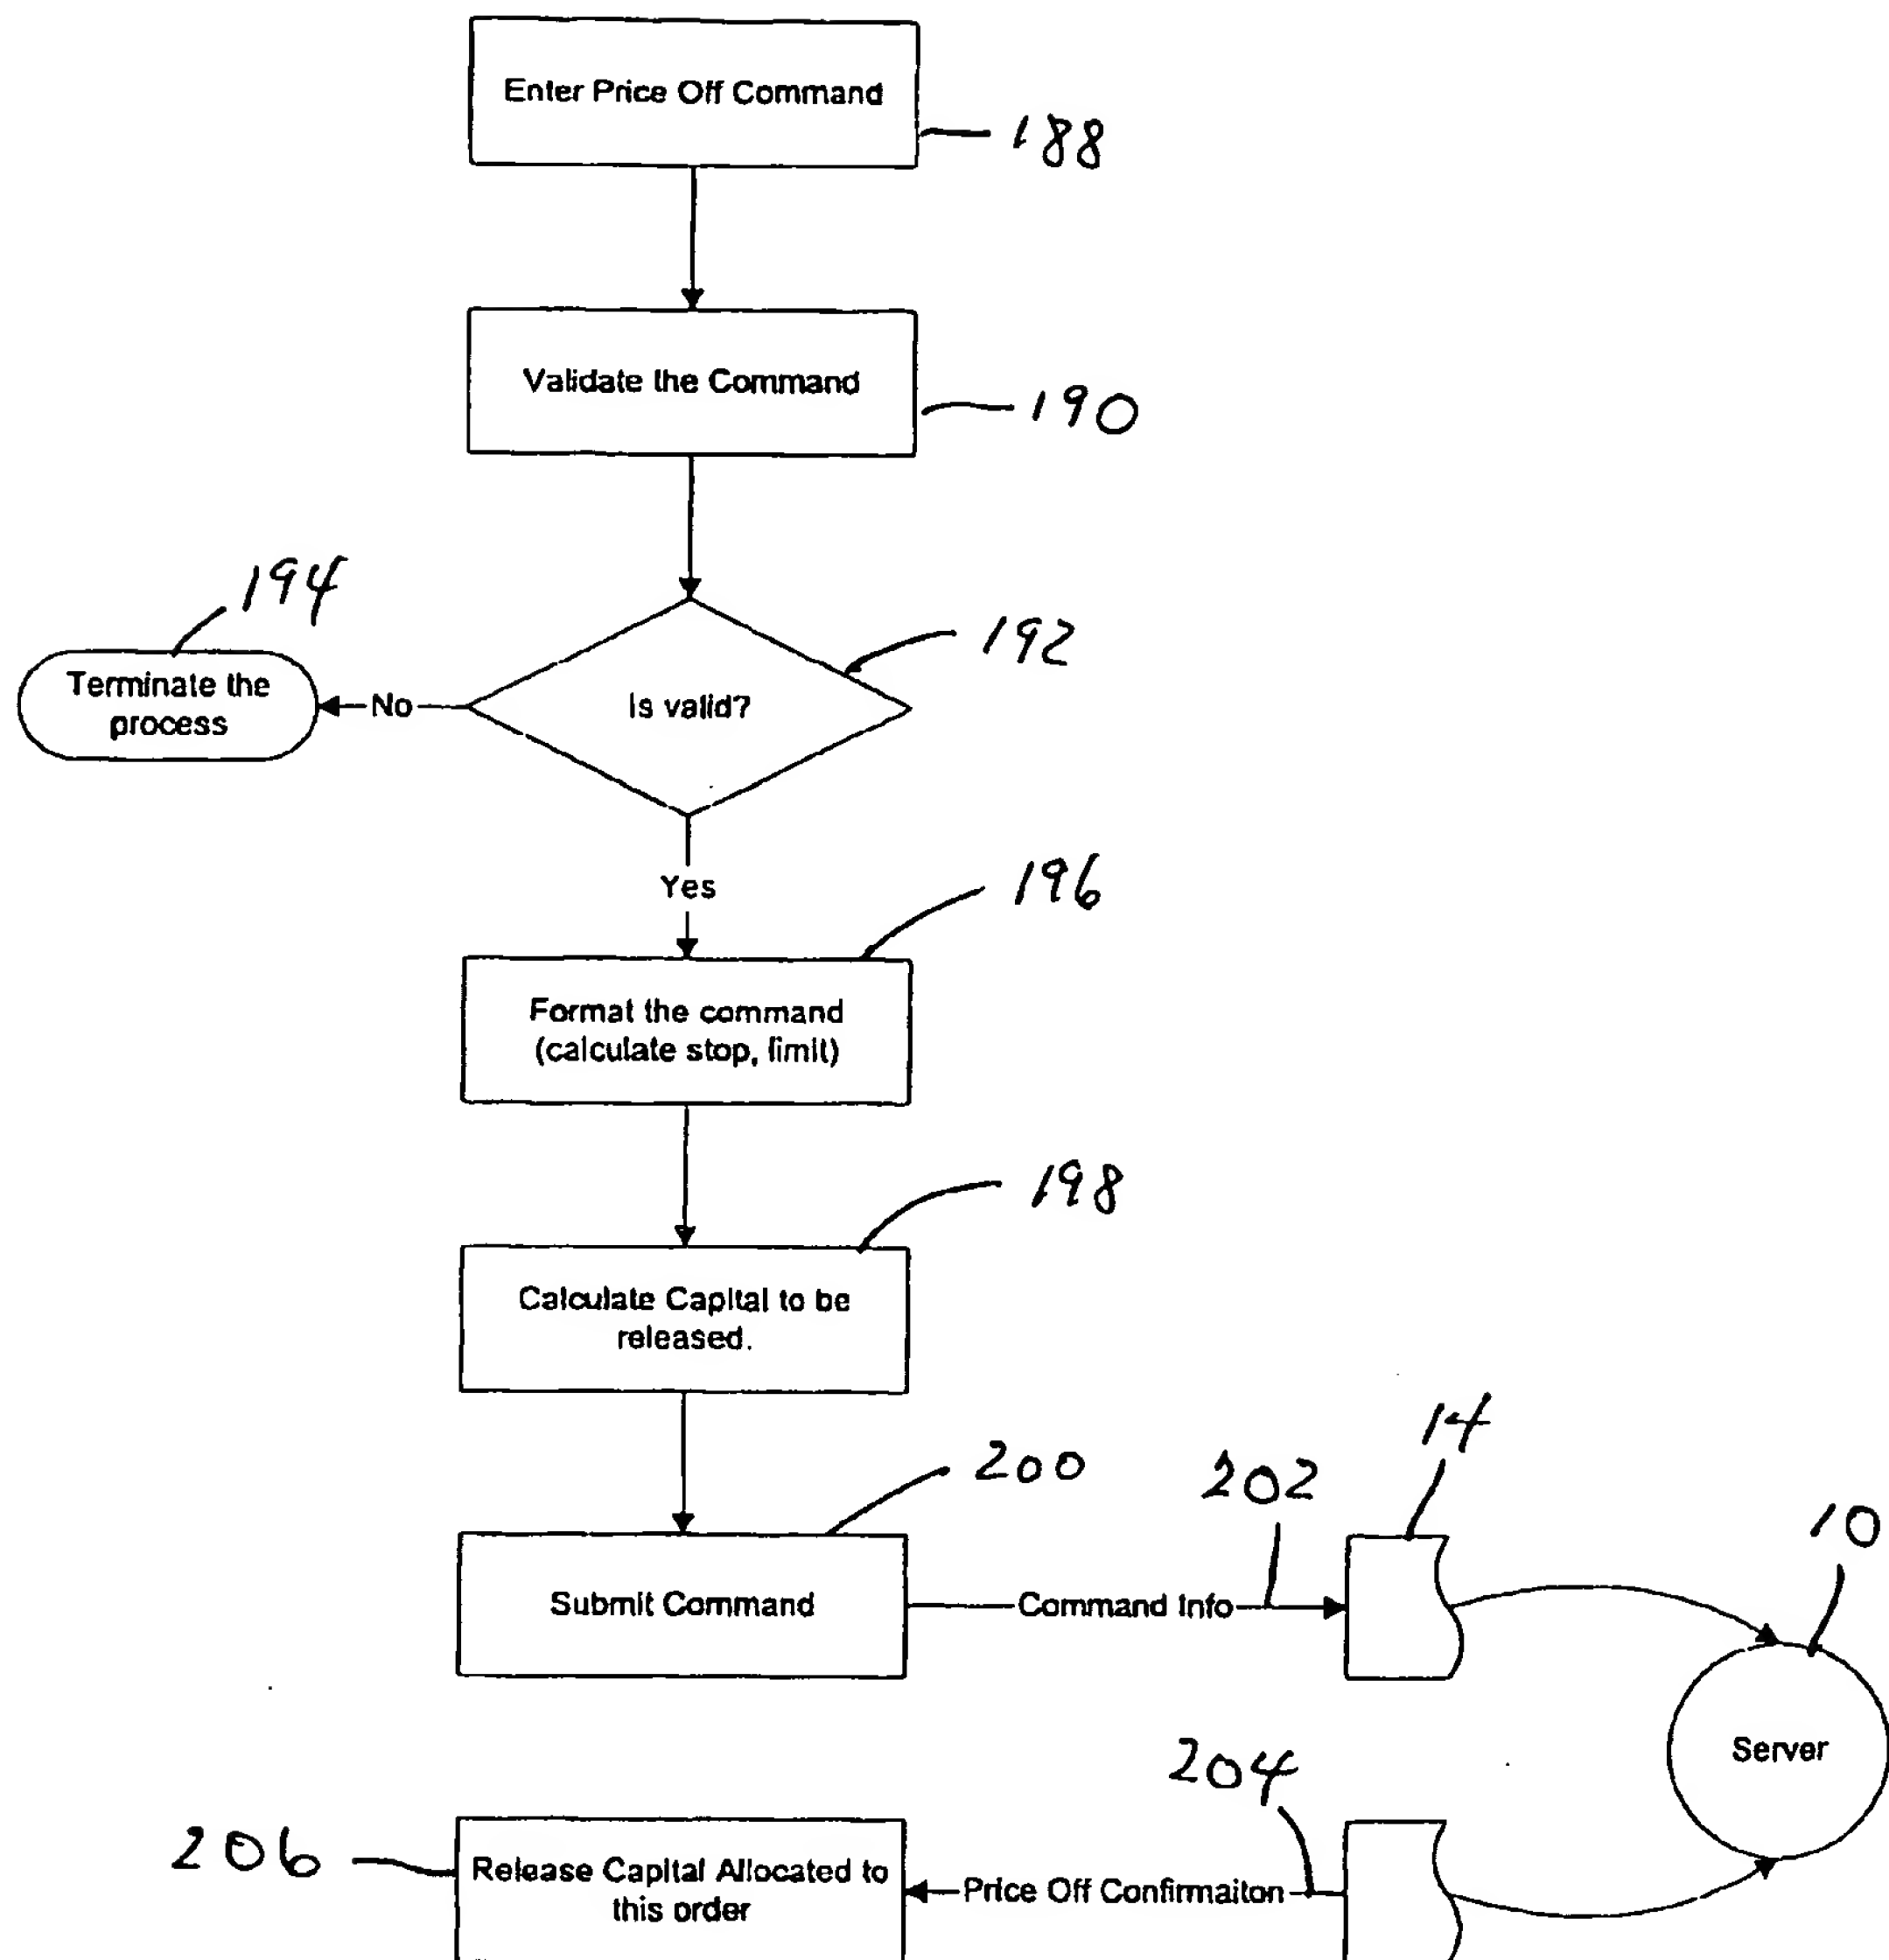 Enter Price Off Command
188
Validate the Command
190
194
192
Terminate the
process
No
Is valid?
Yes
196
Format the command
(calculate stop, limit)
198
Calculate Capital to be
released.
14
200
202
10
Submit Command
Command Info
Server
204
206
Release Capital Allocated to
this order
Price Off Confirmaiton